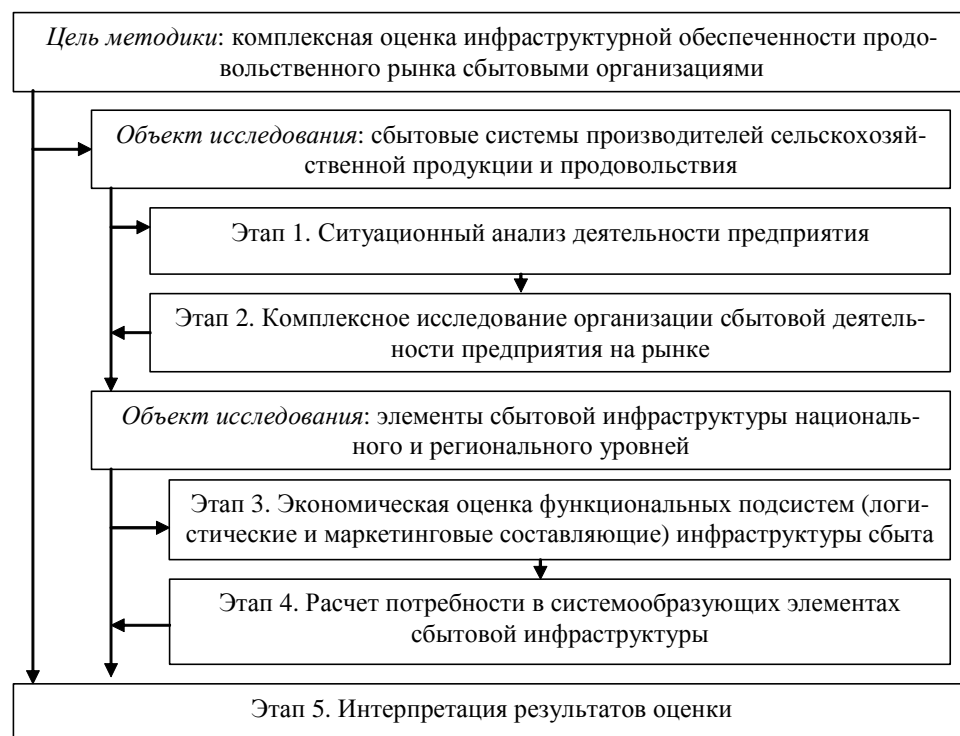 Цель методики: комплексная оценка инфраструктурной обеспеченности продо-
вольственного рынка сбытовыми организациями
Объект исследования: сбытовые системы производителей сельскохозяй-
ственной продукции и продовольствия
Этап 1. Ситуационный анализ деятельности предприятия
Этап 2. Комплексное исследование организации сбытовой деятель-
ности предприятия на рынке
Объект исследования: элементы сбытовой инфраструктуры националь-
ного и регионального уровней
Этап 3. Экономическая оценка функциональных подсистем (логи-
стические и маркетинговые составляющие) инфраструктуры сбыта
Этап 4. Расчет потребности в системообразующих элементах
сбытовой инфраструктуры
Этап 5. Интерпретация результатов оценки